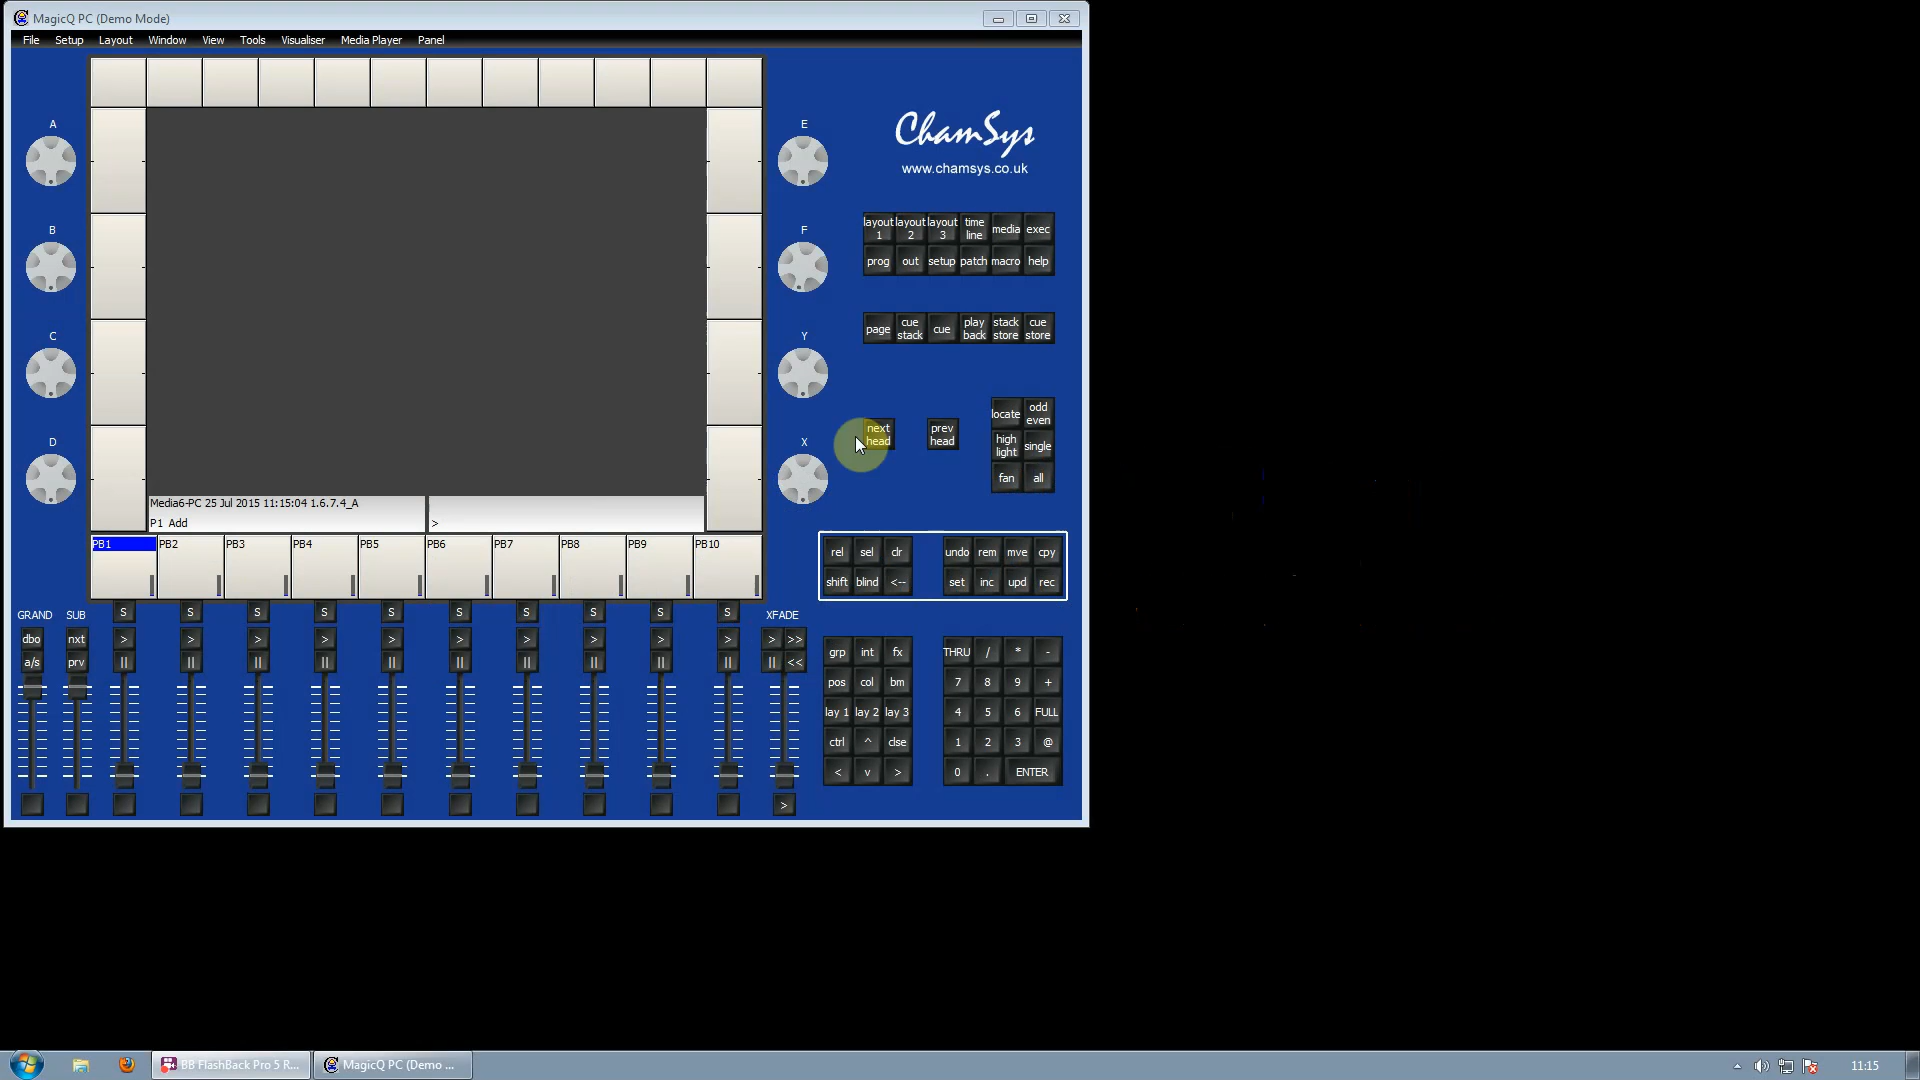 MagicQ PC (Demo Mode)
File Setup Layout Window View Tools Visualiser Media Player Panel
A
B
C
D
E
F
Y
X
ChamSys
www.chamsys.co.uk
layout 1 layout 2 layout 3 time line media exec
prog out setup patch macro help
page cue stack cue play back stack store cue store
next head prev head
locate odd even
high light single
fan all
Media6-PC 25 Jul 2015 11:15:04 1.6.7.4_A
P1 Add
>
PB1 PB2 PB3 PB4 PB5 PB6 PB7 PB8 PB9 PB10
rel sel clr undo rem mve cpy
shift blind <-- set inc upd rec
GRAND SUB S S S S S S S S S S XFADE
dbo nxt > > > > > > > > > > > >>
a/s prv || || || || || || || || || || || <<
grp int fx THRU / * -
pos col bm 7 8 9 +
lay 1 lay 2 lay 3 4 5 6 FULL
ctrl ^ clse 1 2 3 @
< v > 0 . ENTER
>
BB FlashBack Pro 5 R... MagicQ PC (Demo ... 11:15